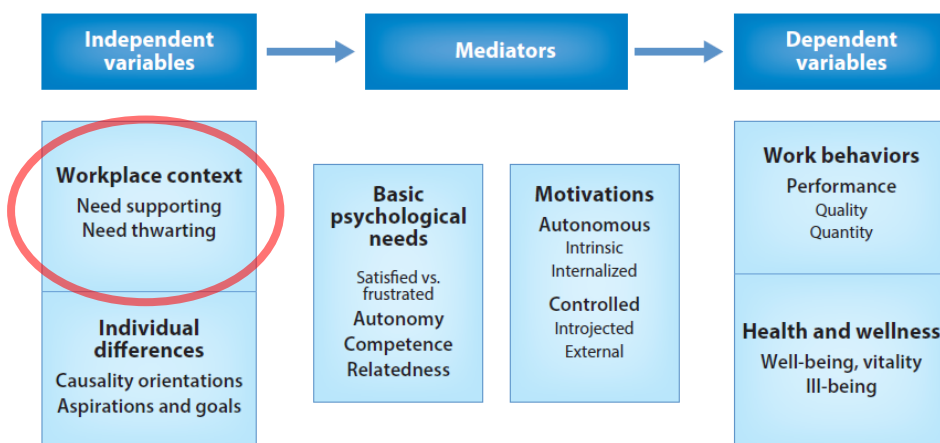 Independent
variables
Mediators
Dependent
variables
Workplace context
Need supporting
Need thwarting
Individual
differences
Causality orientations
Aspirations and goals
Basic
psychological
needs
Satisfied vs.
frustrated
Autonomy
Competence
Relatedness
Motivations
Autonomous
Intrinsic
Internalized
Controlled
Introjected
External
Work behaviors
Performance
Quality
Quantity
Health and wellness
Well-being, vitality
Ill-being